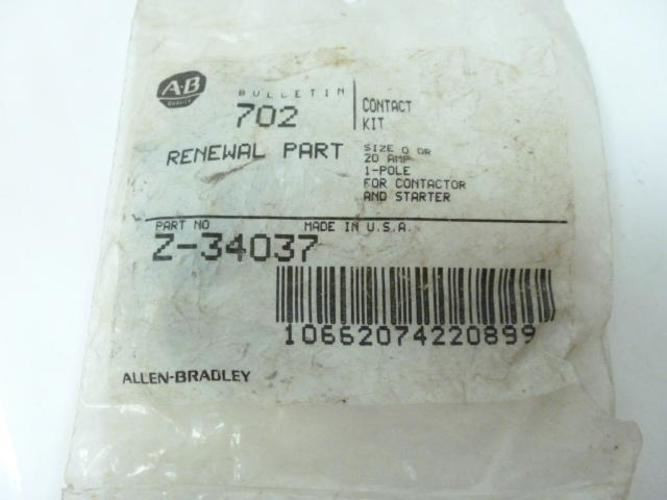 A-B
QUALITY
BULLETIN
702
CONTACT
KIT
RENEWAL PART
SIZE 0 OR
20 AMP
1-POLE
FOR CONTACTOR
AND STARTER
PART NO
MADE IN U.S.A.
Z-34037
10662074220899
ALLEN-BRADLEY